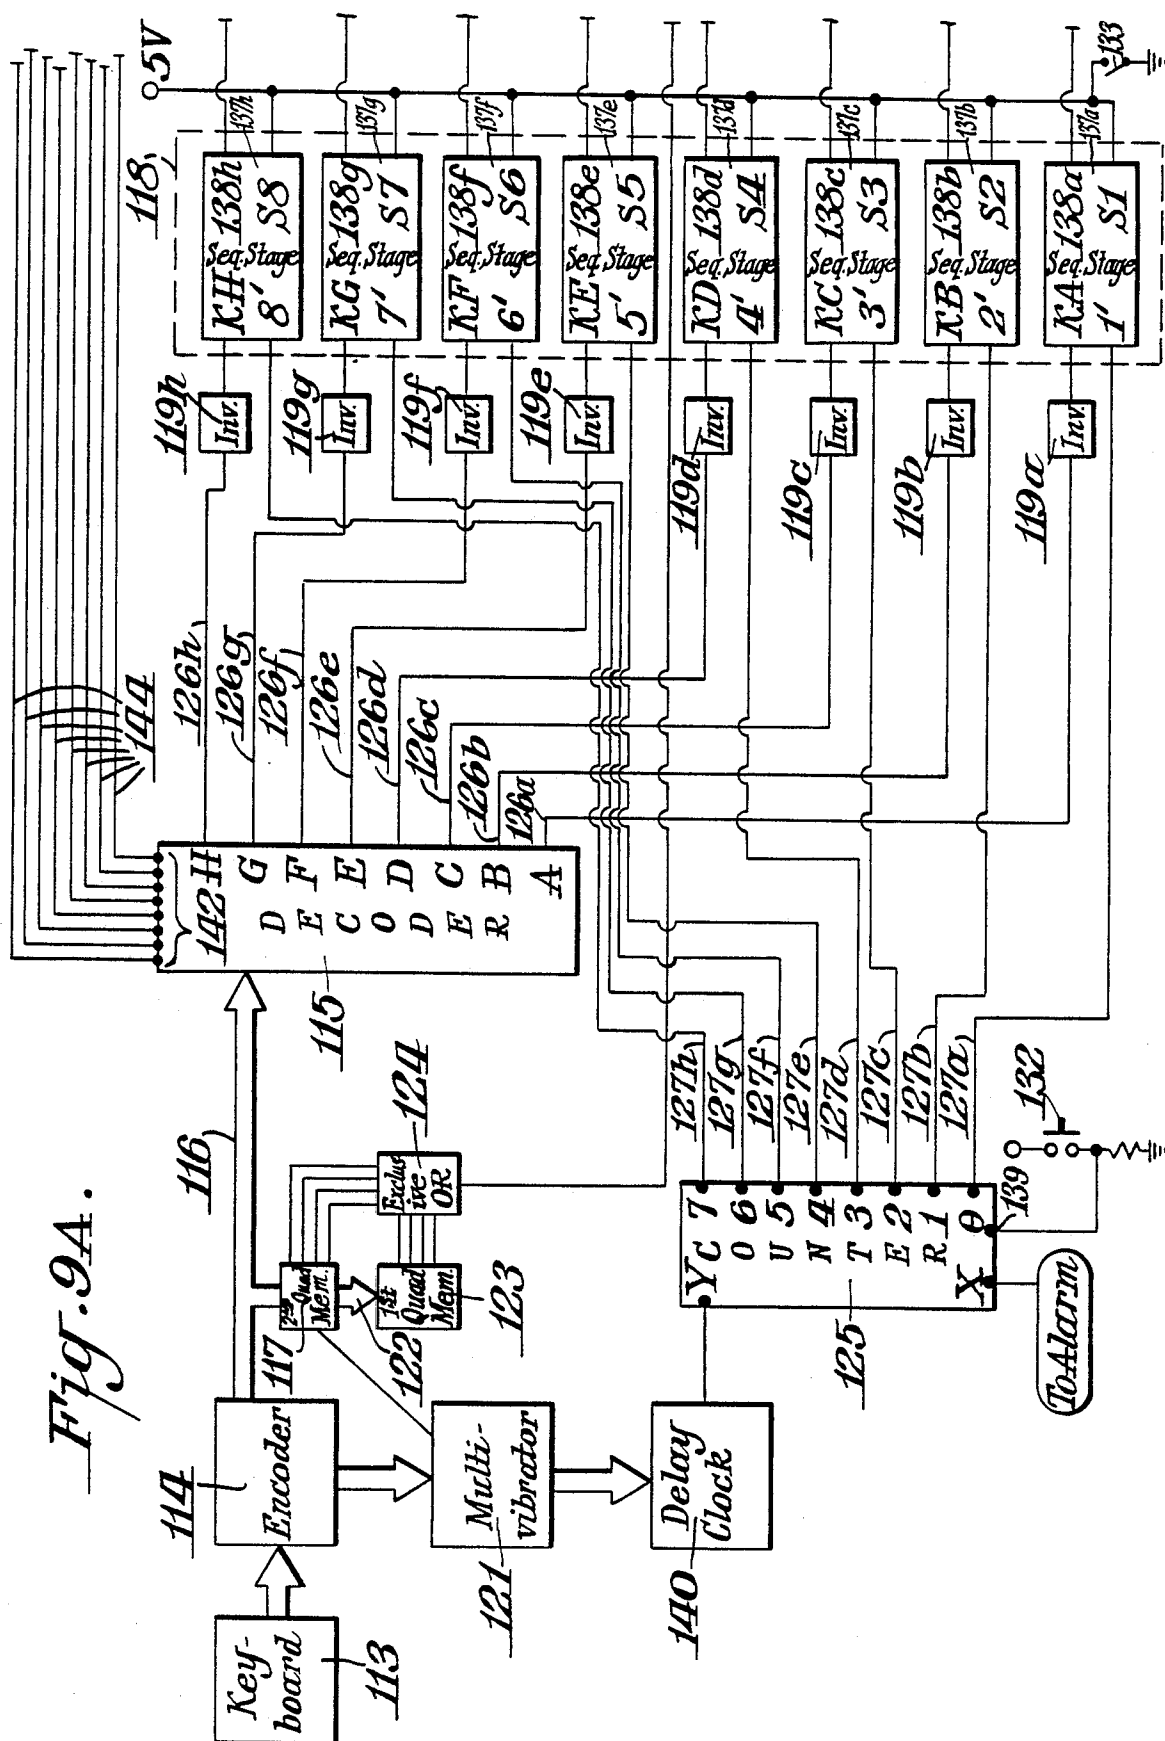 Fig. 9A.
Key-
board
113
114
Encoder
116
2nd
Quad
Mem.
117
122
1st
Quad
Mem.
123
Exclus
ive
OR
124
Multi-
vibrator
121
Delay
Clock
140
115
142
DECODER
H
G
F
E
D
C
B
A
144
126h
126g
126f
126e
126d
126c
126b
126a
Y
COUNTER
7
6
5
4
3
2
1
0
X
125
139
132
To Alarm
127h
127g
127f
127e
127d
127c
127b
127a
119h
Inv.
119g
Inv.
119f
Inv.
119e
Inv.
119d
Inv.
119c
Inv.
119b
Inv.
119a
Inv.
118
5V
KH 138h
Seq. Stage
8' S8
137h
KG 138g
Seq. Stage
7' S7
137g
KF 138f
Seq. Stage
6' S6
137f
KE 138e
Seq. Stage
5' S5
137e
KD 138d
Seq. Stage
4' S4
137d
KC 138c
Seq. Stage
3' S3
137c
KB 138b
Seq. Stage
2' S2
137b
KA 138a
Seq. Stage
1' S1
137a
133